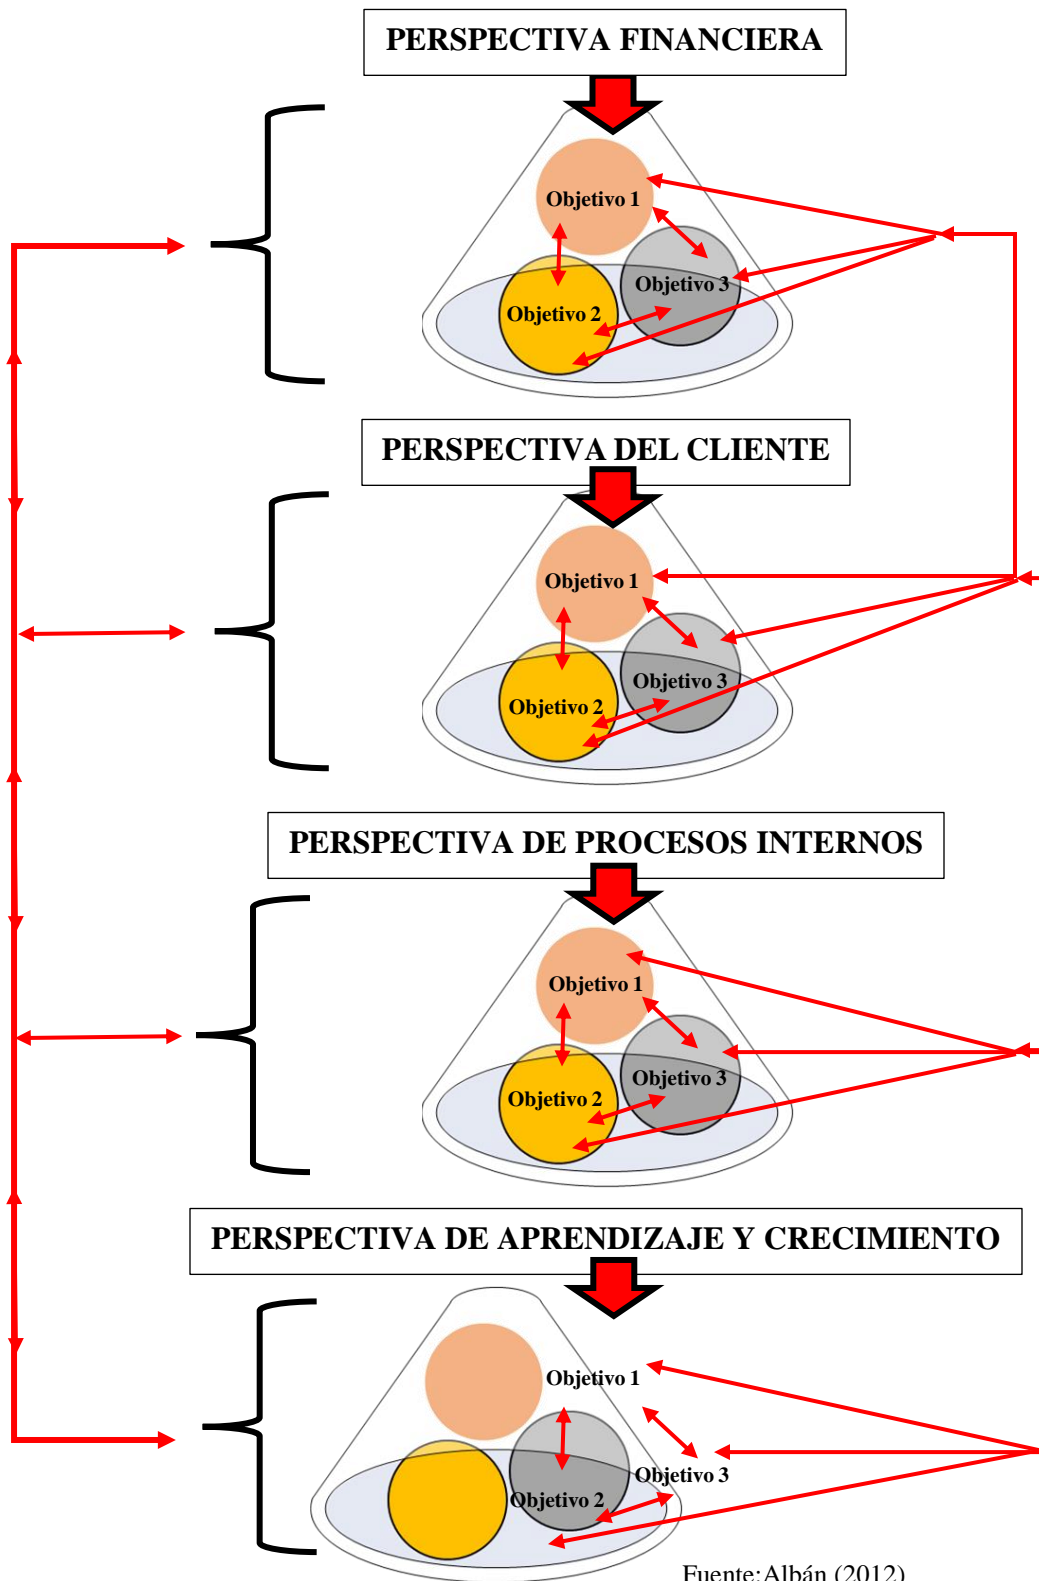 PERSPECTIVA FINANCIERA
Objetivo 1
Objetivo 3
Objetivo 2
PERSPECTIVA DEL CLIENTE
Objetivo 1
Objetivo 3
Objetivo 2
PERSPECTIVA DE PROCESOS INTERNOS
Objetivo 1
Objetivo 3
Objetivo 2
PERSPECTIVA DE APRENDIZAJE Y CRECIMIENTO
Objetivo 1
Objetivo 3
Objetivo 2
Fuente:Albán (2012)